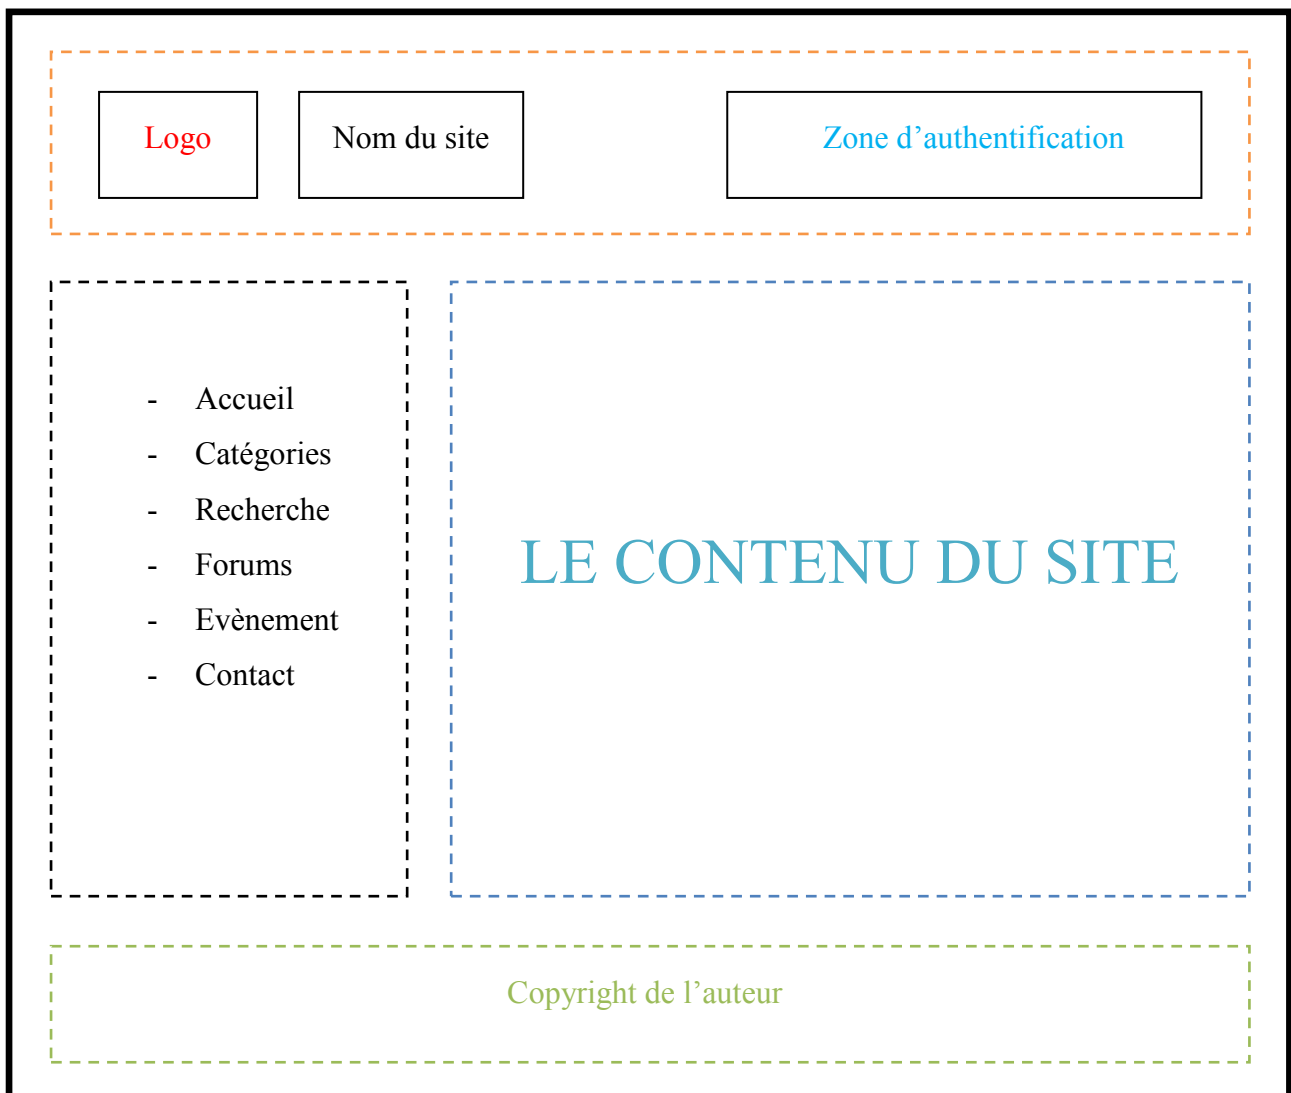 Logo
Nom du site
Zone d’authentification
- Accueil
- Catégories
- Recherche
- Forums
- Evènement
- Contact
LE CONTENU DU SITE
Copyright de l’auteur